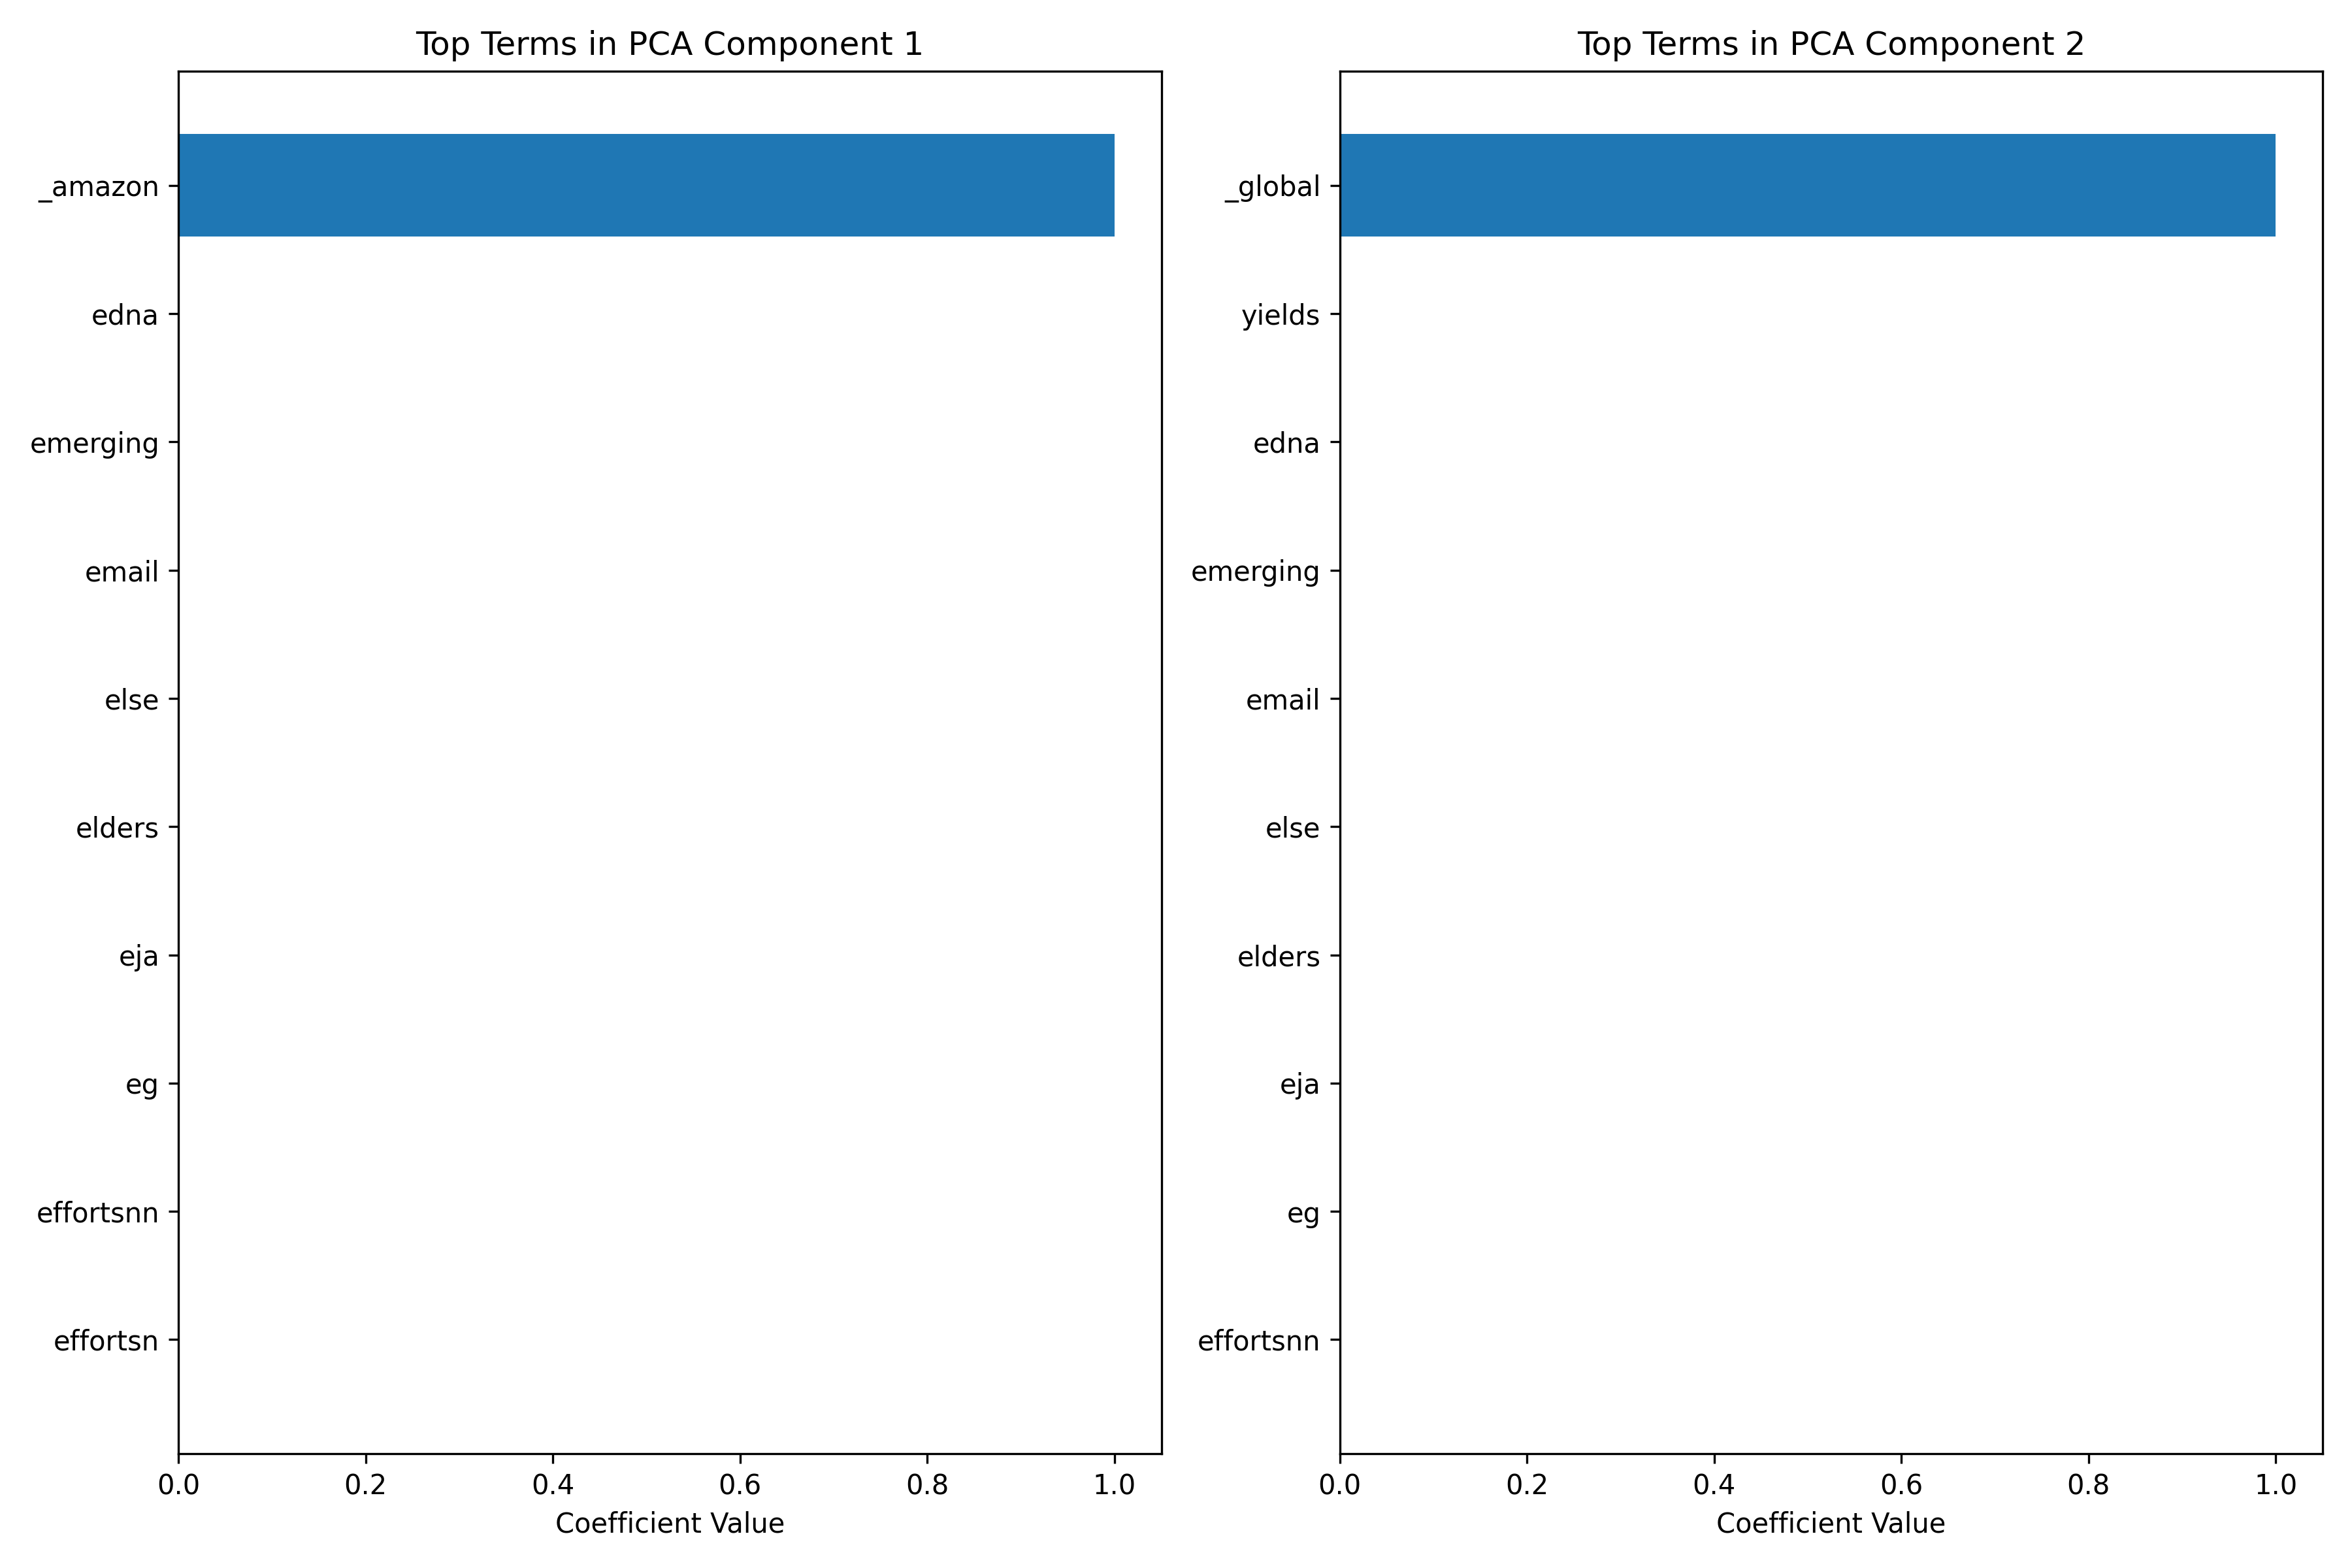 Top Terms in PCA Component 1
_amazon
edna
emerging
email
else
elders
eja
eg
effortsnn
effortsn
0.0 0.2 0.4 0.6 0.8 1.0
Coefficient Value
Top Terms in PCA Component 2
_global
yields
edna
emerging
email
else
elders
eja
eg
effortsnn
0.0 0.2 0.4 0.6 0.8 1.0
Coefficient Value